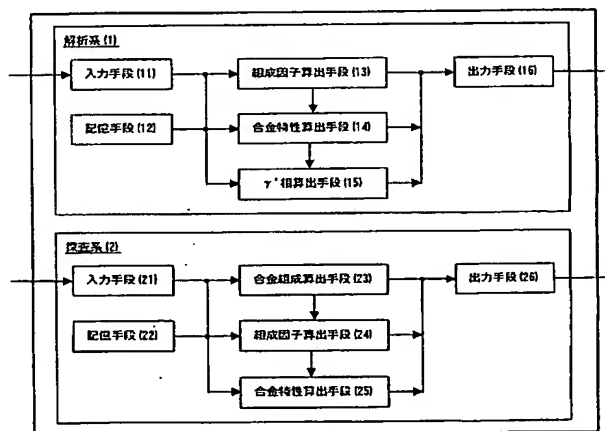 解析系(1)
入力手段(11)
組成因子算出手段(13)
出力手段(16)
記憶手段(12)
合金特性算出手段(14)
γ'相算出手段(15)
探査系(2)
入力手段(21)
合金組成算出手段(23)
出力手段(26)
記憶手段(22)
組成因子算出手段(24)
合金特性算出手段(25)